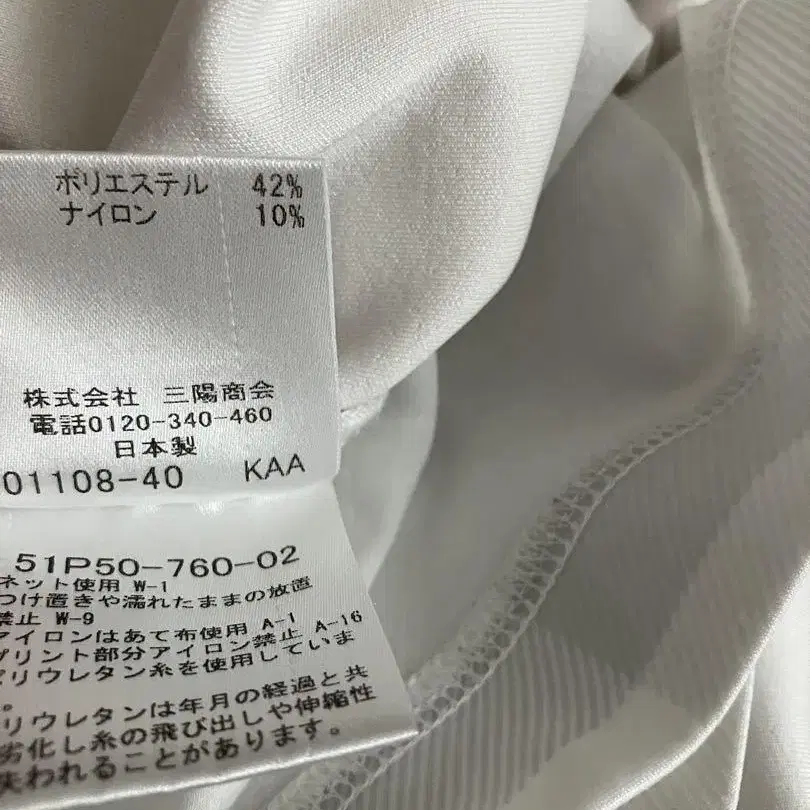 ポリエステル 42%
ナイロン 10%
株式会社 三陽商会
電話0120-340-460
日本製
01108-40 KAA
51P50-760-02
ネット使用 W-1
つけ置きや濡れたままの放置
禁止 W-9
アイロンはあて布使用 A-1
プリント部分アイロン禁止 A-16
ポリウレタン糸を使用していま
。
リウレタンは年月の経過と共
劣化し糸の飛び出しや伸縮性
失われることがあります。